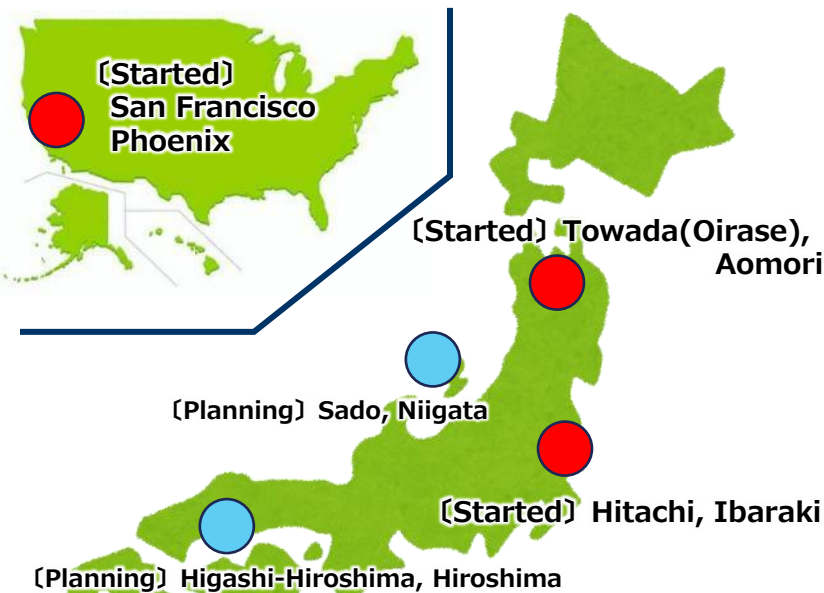 〔Started〕
San Francisco
Phoenix
〔Started〕Towada(Oirase),
Aomori
〔Planning〕Sado, Niigata
〔Started〕Hitachi, Ibaraki
〔Planning〕Higashi-Hiroshima, Hiroshima